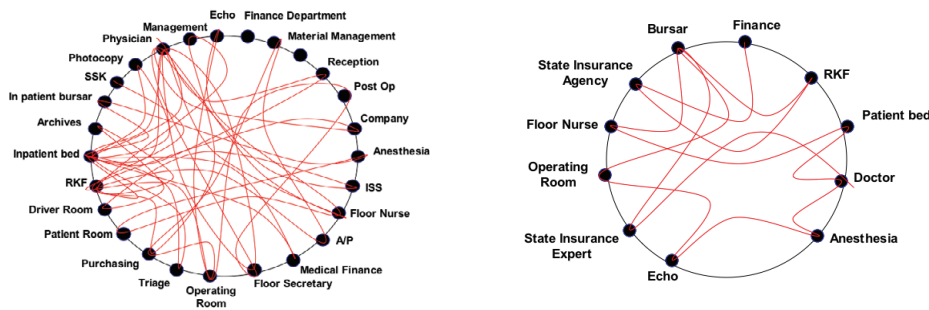 Echo
Finance Department
Management
Material Management
Physician
Photocopy
Reception
SSK
Post Op
In patient bursar
Company
Archives
Anesthesia
Inpatient bed
RKF
ISS
Driver Room
Floor Nurse
Patient Room
A/P
Purchasing
Medical Finance
Triage
Operating
Room
Floor Secretary
Bursar
Finance
State Insurance
Agency
RKF
Floor Nurse
Patient bed
Operating
Room
Doctor
State Insurance
Expert
Anesthesia
Echo